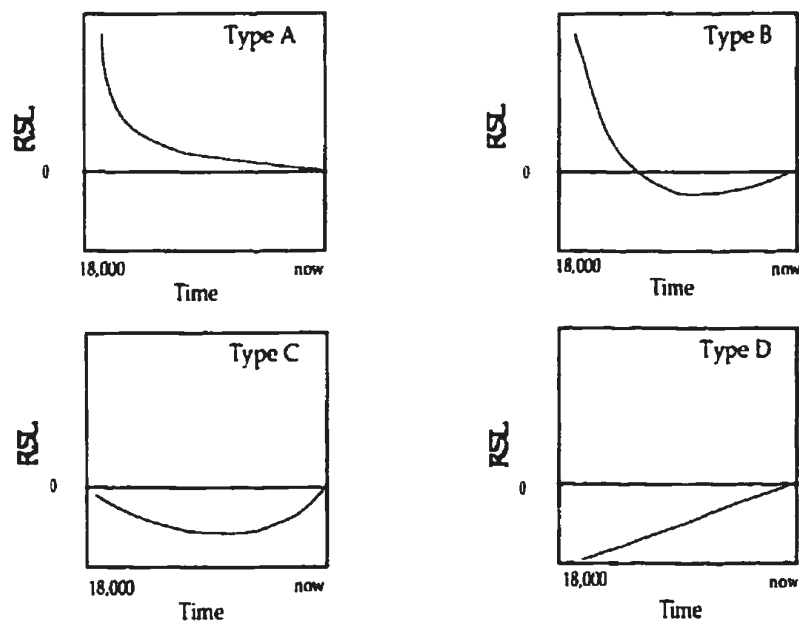 Type A
RSL
0
18,000
now
Time
Type B
RSL
0
18,000
now
Time
Type C
RSL
0
18,000
now
Time
Type D
RSL
0
18,000
now
Time